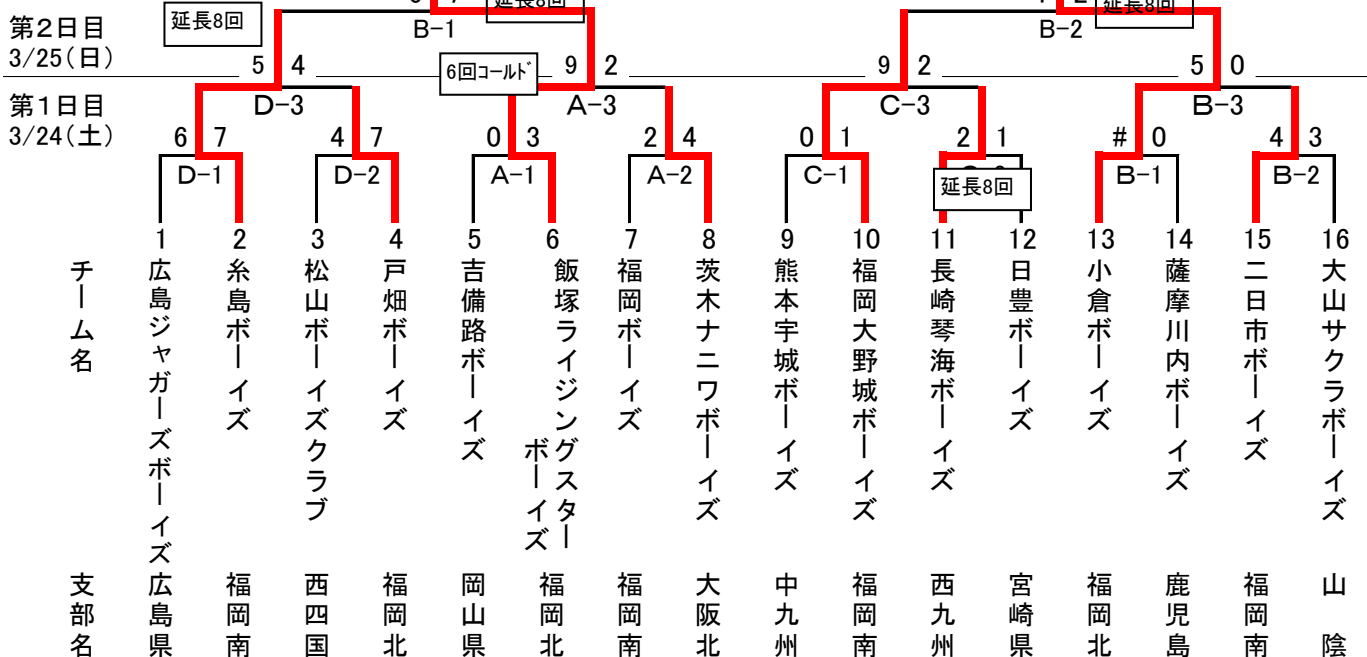 延長8回
延長8回
延長8回
第2日目
3/25(日)
B-1
B-2
5 4
6回コールド
9 2
9 2
5 0
第1日目
3/24(土)
D-3
A-3
C-3
B-3
6 7
4 7
0 3
2 4
0 1
2 1
# 0
4 3
D-1
D-2
A-1
A-2
C-1
延長8回
B-1
B-2
1 2 3 4 5 6 7 8 9 10 11 12 13 14 15 16
チーム名
広島ジャガーズボーイズ
糸島ボーイズ
松山ボーイズクラブ
戸畑ボーイズ
吉備路ボーイズ
飯塚ライジングスター
ボーイズ
福岡ボーイズ
茨木ナニワボーイズ
熊本宇城ボーイズ
福岡大野城ボーイズ
長崎琴海ボーイズ
日豊ボーイズ
小倉ボーイズ
薩摩川内ボーイズ
二日市ボーイズ
大山サクラボーイズ
支部名
広島県
福岡南
西四国
福岡北
岡山県
福岡北
福岡南
大阪北
中九州
福岡南
西九州
宮崎県
福岡北
鹿児島
福岡南
山陰